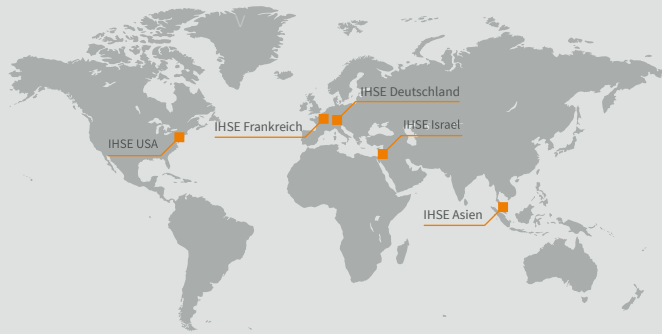 IHSE Deutschland
IHSE Frankreich
IHSE Israel
IHSE USA
IHSE Asien